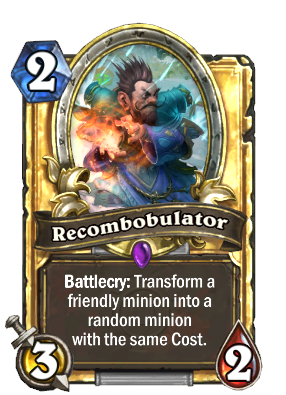 2
Recombobulator
Battlecry: Transform a
friendly minion into a
random minion
with the same Cost.
3
2